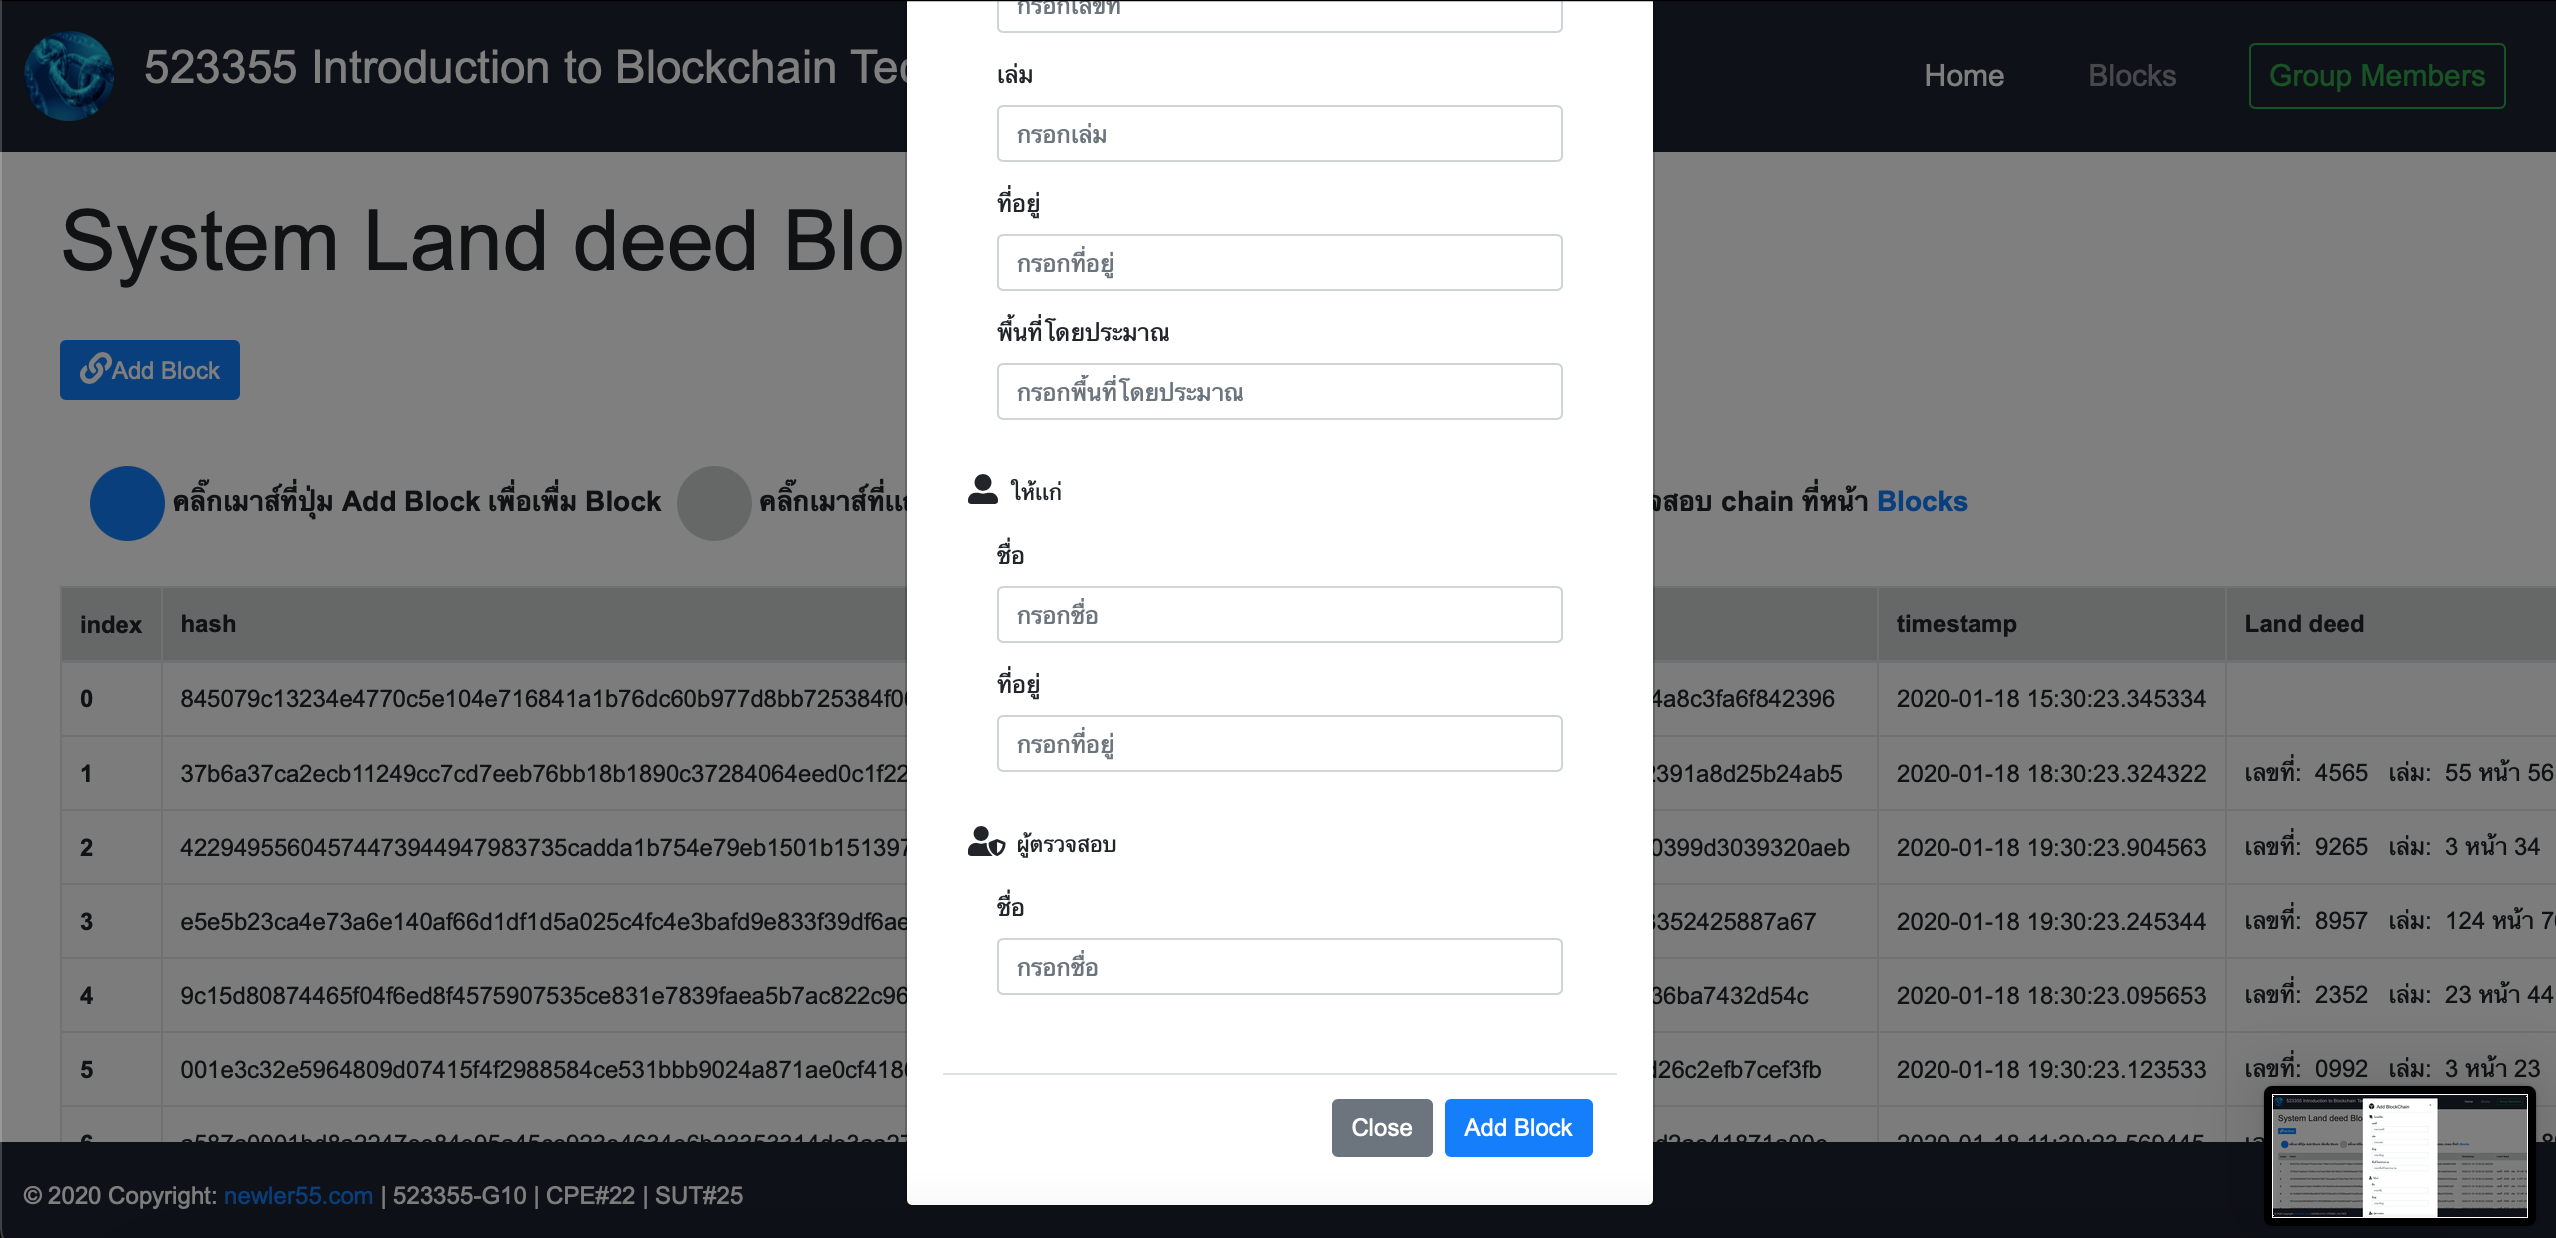 523355 Introduction to Blockchain
Home
Blocks
Group Members
System Land deed
Add Block
คลิ๊กเมาส์ที่ปุ่ม Add Block เพื่อเพิ่ม Block
คลิ๊กเมาส์ที่
chain ที่หน้า Blocks
index hash timestamp Land deed
0 845079c13234e4770c5e104e716841a1b76dc60b977d8bb725384f0 4a8c3fa6f842396 2020-01-18 15:30:23.345334
1 37b6a37ca2ecb11249cc7cd7eeb76bb18b1890c37284064eed0c1f22 2391a8d25b24ab5 2020-01-18 18:30:23.324322 เลขที่: 4565 เล่ม: 55 หน้า 56
2 4229495560457447394494798373​5cadda1b754e79eb1501b151397 0399d3039320aeb 2020-01-18 19:30:23.904563 เลขที่: 9265 เล่ม: 3 หน้า 34
3 e5e5b23ca4e73a6e140af66d1df1d5a025c4fc4e3bafd9e833f39df6ae 3352425887a67 2020-01-18 19:30:23.245344 เลขที่: 8957 เล่ม: 124 หน้า
4 9c15d80874465f04f6ed8f4575907535ce831e7839faea5b7ac822c96 36ba7432d54c 2020-01-18 18:30:23.095653 เลขที่: 2352 เล่ม: 23 หน้า 44
5 001e3c32e5964809d07415f4f2988584ce531bbb9024a871ae0cf418 d26c2efb7cef3fb 2020-01-18 19:30:23.123533 เลขที่: 0992 เล่ม: 3 หน้า 23
กรอกเลขที่
เล่ม
กรอกเล่ม
ที่อยู่
กรอกที่อยู่
พื้นที่โดยประมาณ
กรอกพื้นที่โดยประมาณ
ให้แก่
ชื่อ
กรอกชื่อ
ที่อยู่
กรอกที่อยู่
ผู้ตรวจสอบ
ชื่อ
กรอกชื่อ
Close Add Block
© 2020 Copyright: newler55.com | 523355-G10 | CPE#22 | SUT#25